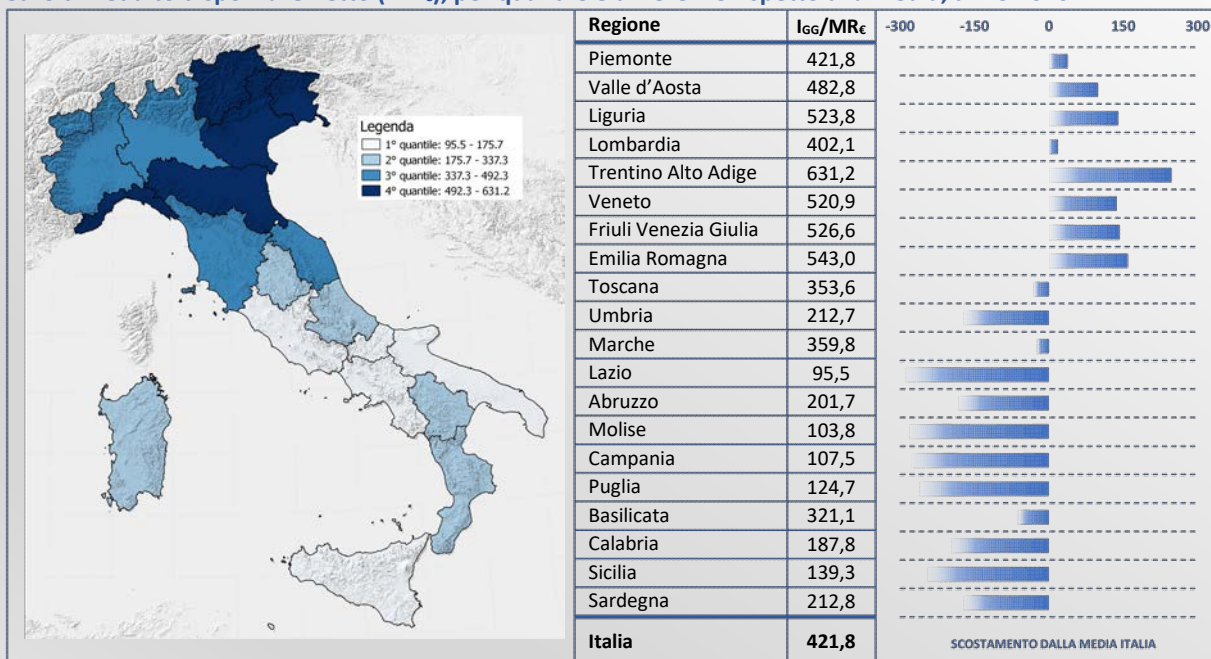 Legenda
1° quantile: 95.5 - 175.7
2° quantile: 175.7 - 337.3
3° quantile: 337.3 - 492.3
4° quantile: 492.3 - 631.2
Regione IGG/MR€ -300 -150 0 150 300
Piemonte 421,8
Valle d’Aosta 482,8
Liguria 523,8
Lombardia 402,1
Trentino Alto Adige 631,2
Veneto 520,9
Friuli Venezia Giulia 526,6
Emilia Romagna 543,0
Toscana 353,6
Umbria 212,7
Marche 359,8
Lazio 95,5
Abruzzo 201,7
Molise 103,8
Campania 107,5
Puglia 124,7
Basilicata 321,1
Calabria 187,8
Sicilia 139,3
Sardegna 212,8
Italia 421,8 SCOSTAMENTO DALLA MEDIA ITALIA